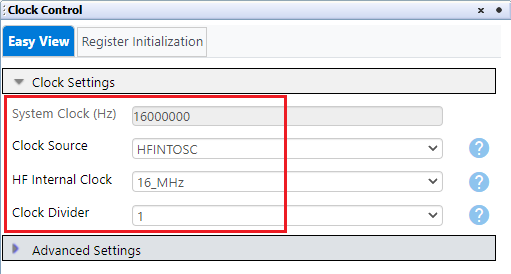 Clock Control
Easy View
Register Initialization
Clock Settings
System Clock (Hz) 16000000
Clock Source HFINTOSC
HF Internal Clock 16_MHz
Clock Divider 1
Advanced Settings